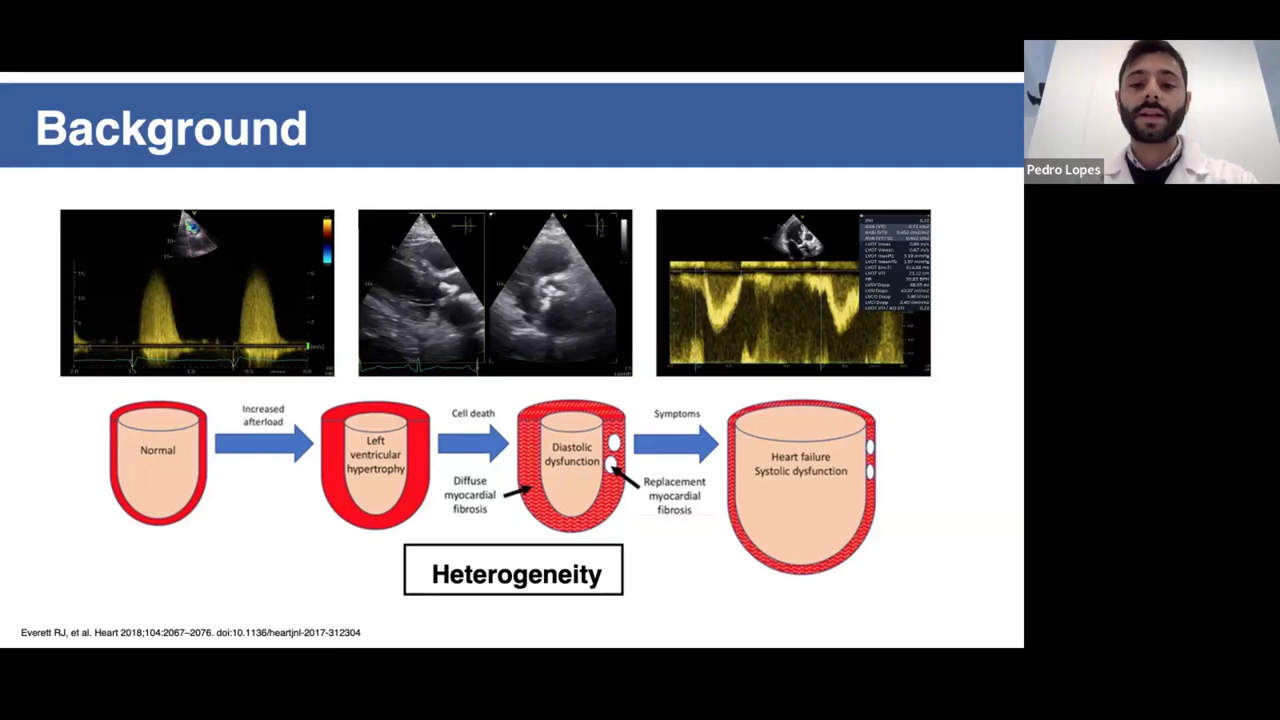 Background
Pedro Lopes
Normal
Increased
afterload
Left
ventricular
hypertrophy
Cell death
Diffuse
myocardial
fibrosis
Diastolic
dysfunction
Symptoms
Replacement
myocardial
fibrosis
Heart failure
Systolic dysfunction
Heterogeneity
Everett RJ, et al. Heart 2018;104:2067–2076. doi:10.1136/heartjnl-2017-312304